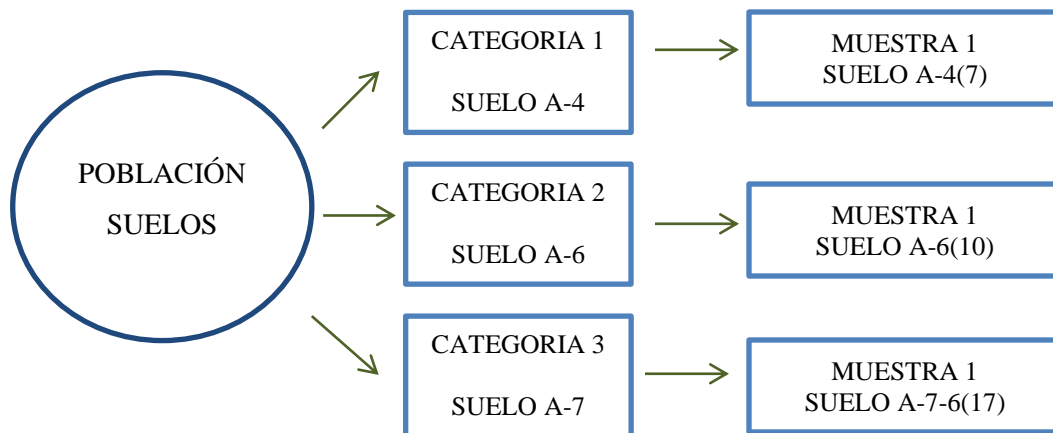 POBLACIÓN
SUELOS
CATEGORIA 1
SUELO A-4
MUESTRA 1
SUELO A-4(7)
CATEGORIA 2
SUELO A-6
MUESTRA 1
SUELO A-6(10)
CATEGORIA 3
SUELO A-7
MUESTRA 1
SUELO A-7-6(17)